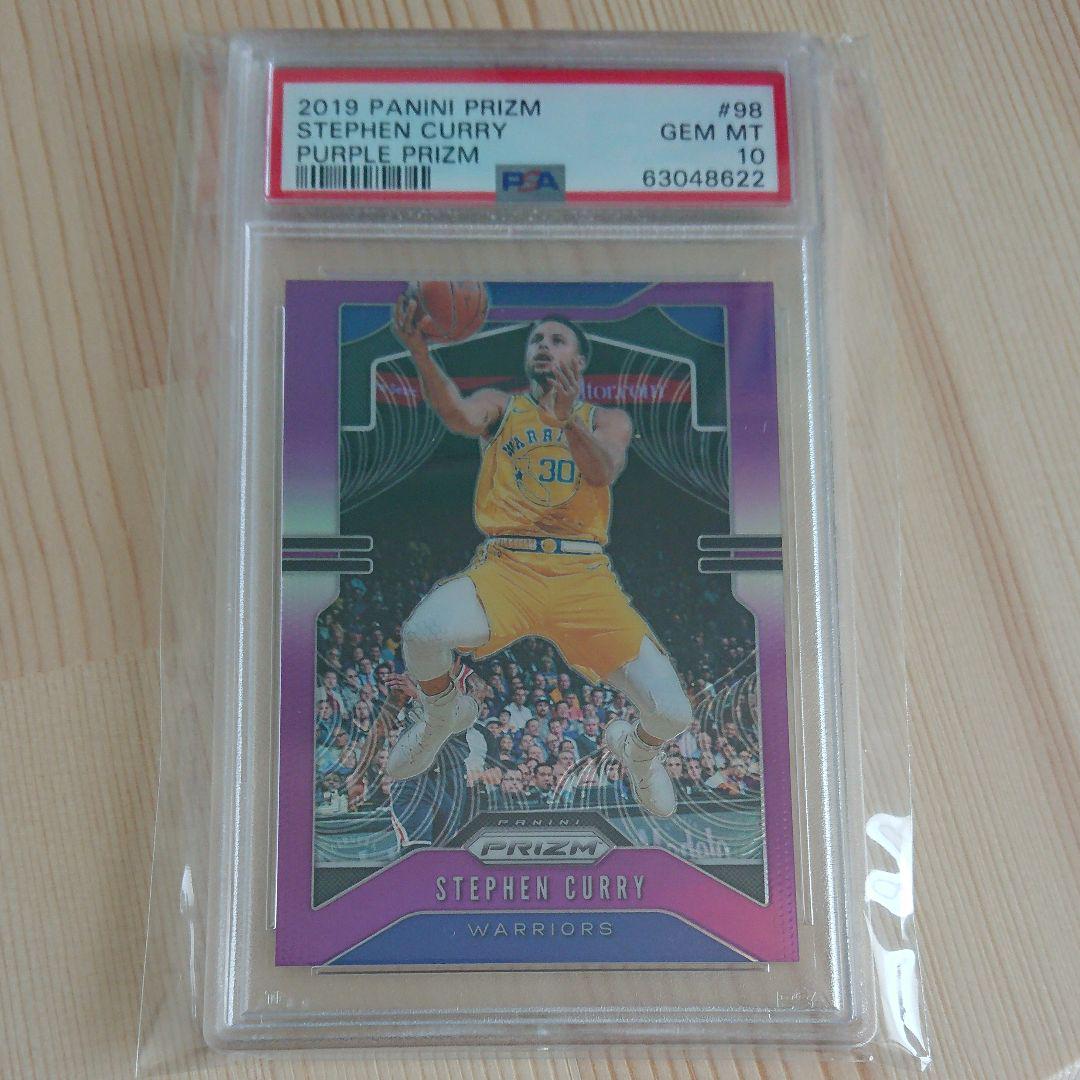 2019 PANINI PRIZM #98
STEPHEN CURRY GEM MT
PURPLE PRIZM 10
PSA 63048622
30
PANINI
PRIZM
STEPHEN CURRY
WARRIORS